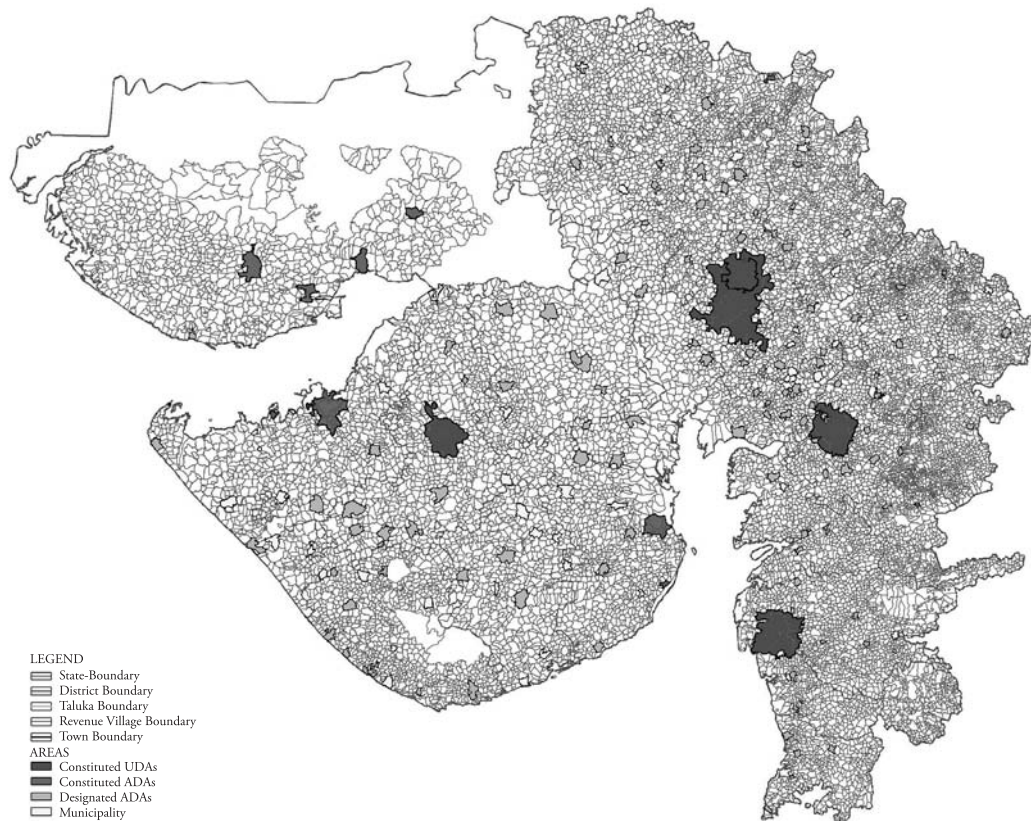 LEGEND
State-Boundary
District Boundary
Taluka Boundary
Revenue Village Boundary
Town Boundary
AREAS
Constituted UDAs
Constituted ADAs
Designated ADAs
Municipality